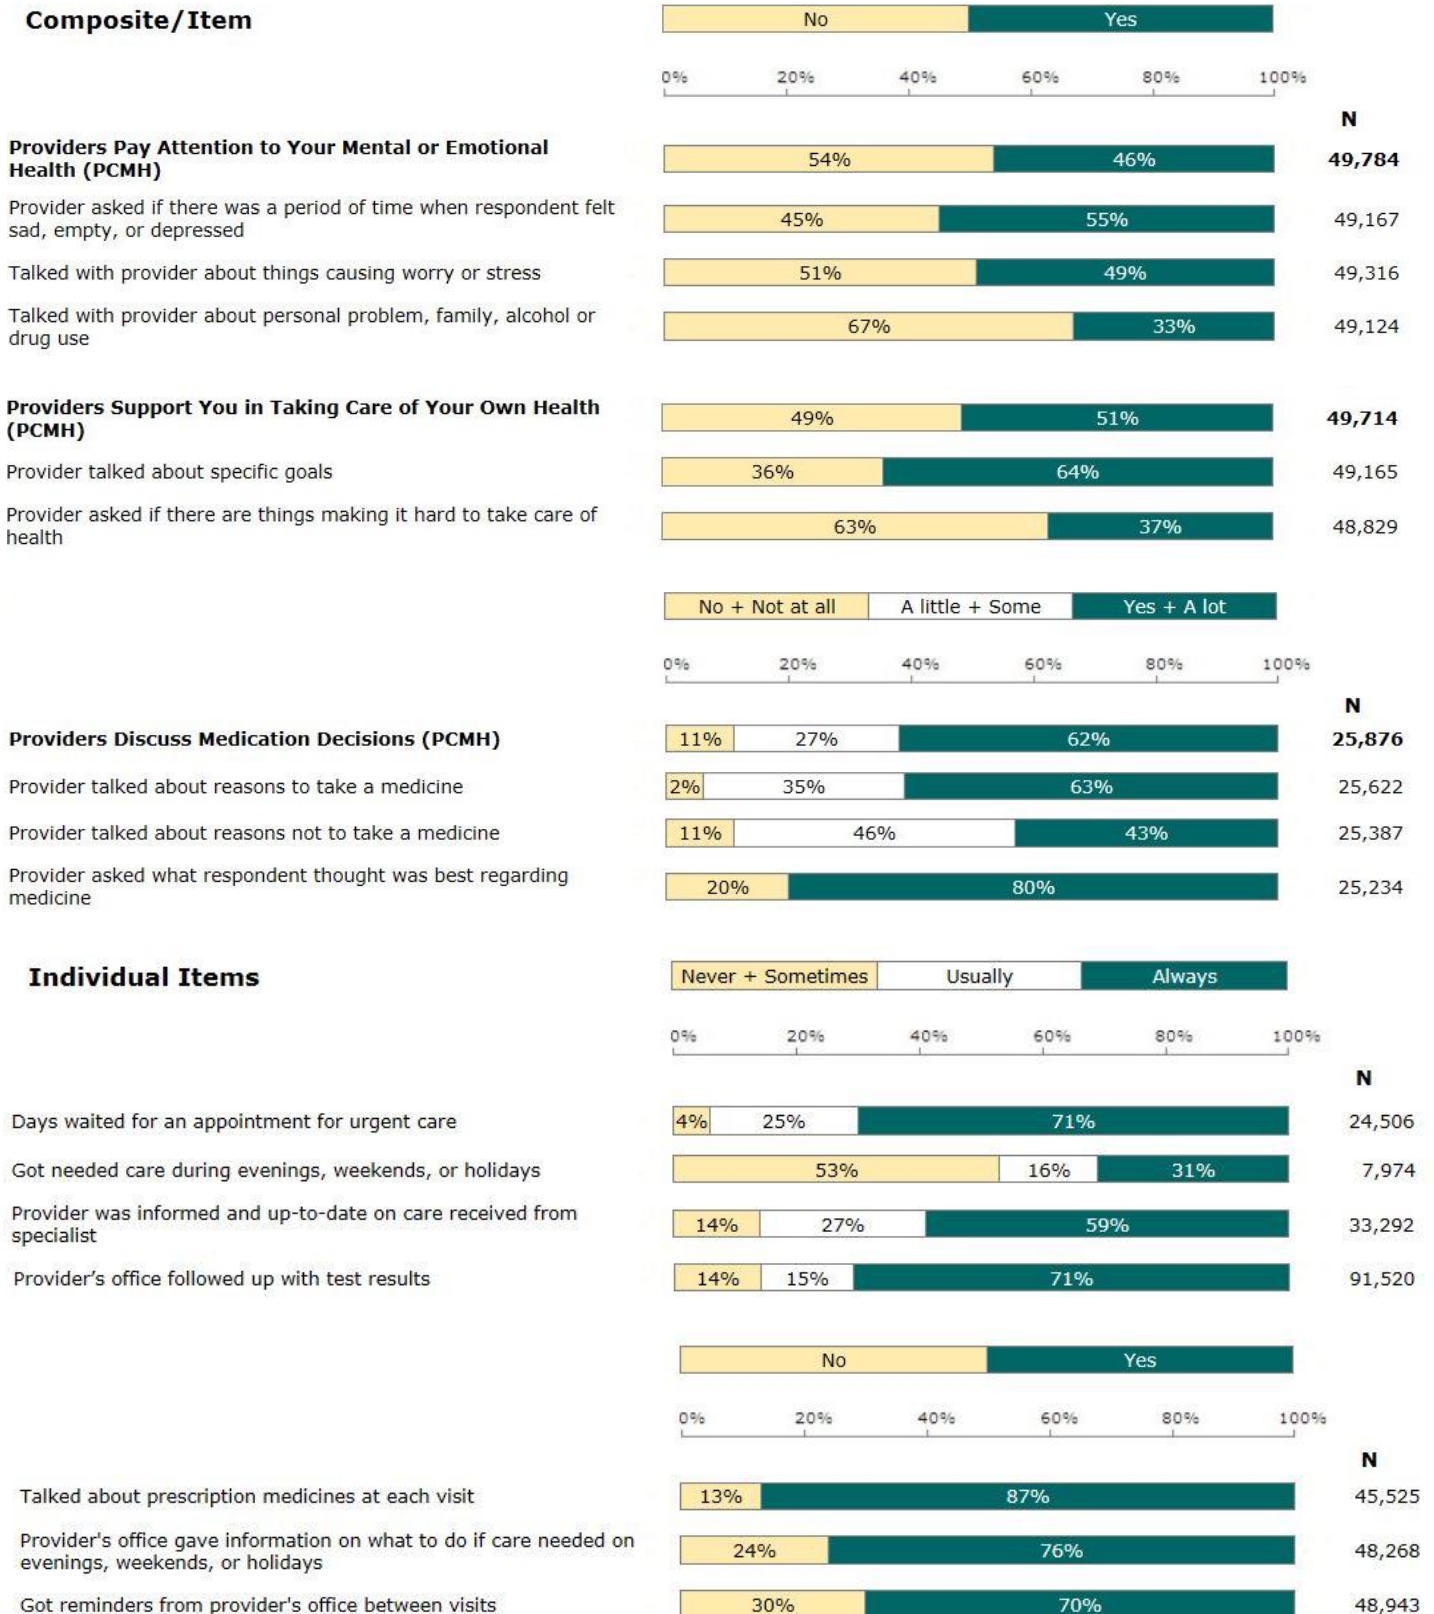 Composite/Item
No Yes
0% 20% 40% 60% 80% 100%
N
Providers Pay Attention to Your Mental or Emotional
Health (PCMH)
54% 46% 49,784
Provider asked if there was a period of time when respondent felt
sad, empty, or depressed
45% 55% 49,167
Talked with provider about things causing worry or stress 51% 49% 49,316
Talked with provider about personal problem, family, alcohol or
drug use
67% 33% 49,124
Providers Support You in Taking Care of Your Own Health
(PCMH)
49% 51% 49,714
Provider talked about specific goals 36% 64% 49,165
Provider asked if there are things making it hard to take care of
health
63% 37% 48,829
No + Not at all A little + Some Yes + A lot
0% 20% 40% 60% 80% 100%
N
Providers Discuss Medication Decisions (PCMH) 11% 27% 62% 25,876
Provider talked about reasons to take a medicine 2% 35% 63% 25,622
Provider talked about reasons not to take a medicine 11% 46% 43% 25,387
Provider asked what respondent thought was best regarding
medicine
20% 80% 25,234
Individual Items
Never + Sometimes Usually Always
0% 20% 40% 60% 80% 100%
N
Days waited for an appointment for urgent care 4% 25% 71% 24,506
Got needed care during evenings, weekends, or holidays 53% 16% 31% 7,974
Provider was informed and up-to-date on care received from
specialist
14% 27% 59% 33,292
Provider’s office followed up with test results 14% 15% 71% 91,520
No Yes
0% 20% 40% 60% 80% 100%
N
Talked about prescription medicines at each visit 13% 87% 45,525
Provider's office gave information on what to do if care needed on
evenings, weekends, or holidays
24% 76% 48,268
Got reminders from provider's office between visits 30% 70% 48,943